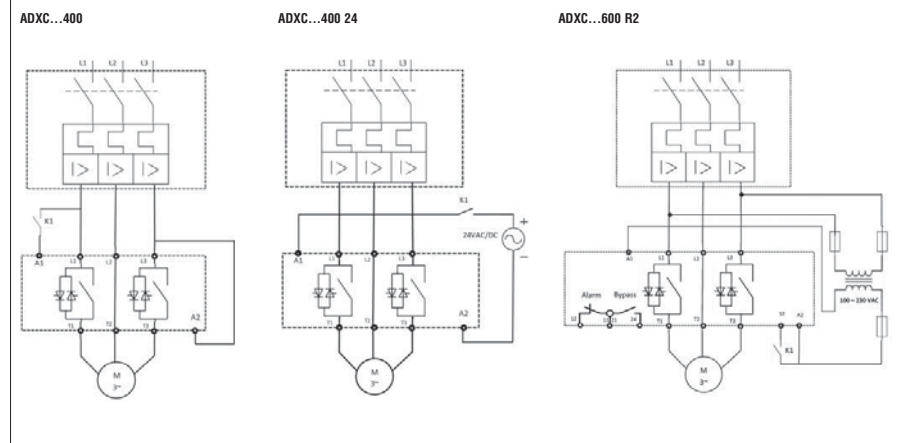 ADXC...400
ADXC...400 24
ADXC...600 R2
L1 L2 L3
K1
A1 L1 L2 L3
T1 T2 T3 A2
M
3~
L1 L2 L3
K1
+
24VAC/DC
−
A1 L1 L2 L3
A2
T1 T2 T3
M
3~
L1 L2 L3
A1 L1 L2 L3
100~230 VAC
Alarm Bypass
T1 T2 T3 A2
K1
M
3~